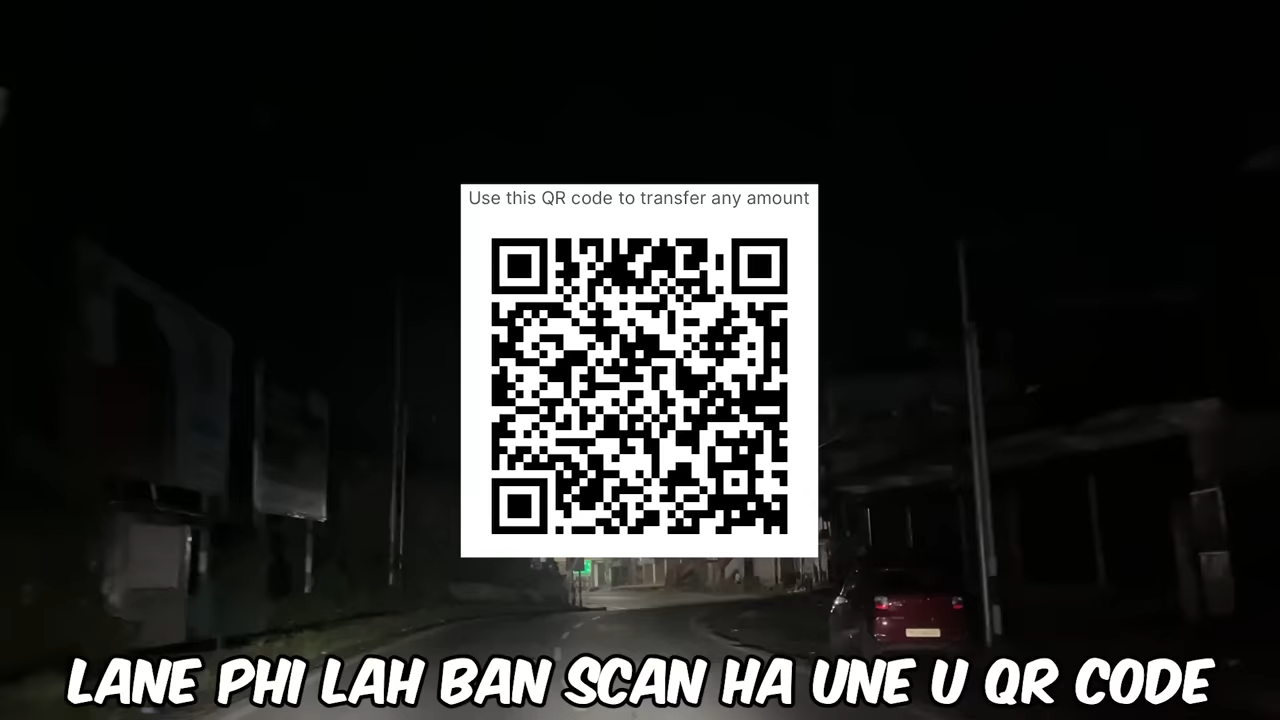 Use this QR code to transfer any amount
LANE PHI LAH BAN SCAN HA UNE U QR CODE